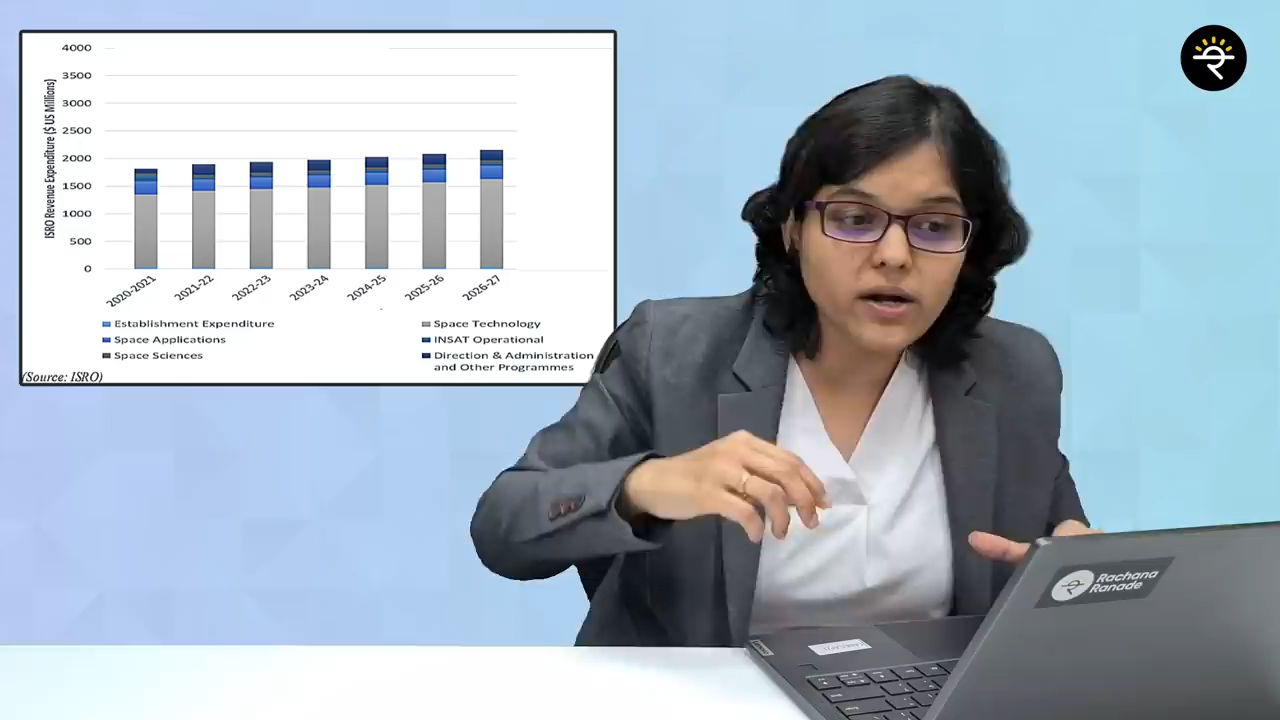 4000
3500
3000
2500
2000
1500
1000
500
0
ISRO Revenue Expenditure ($ US Millions)
2020-2021
2021-22
2022-23
2023-24
2024-25
2025-26
2026-27
Establishment Expenditure
Space Technology
Space Applications
INSAT Operational
Space Sciences
Direction & Administration
and Other Programmes
(Source: ISRO)
Rachana
Ranade
Lenovo